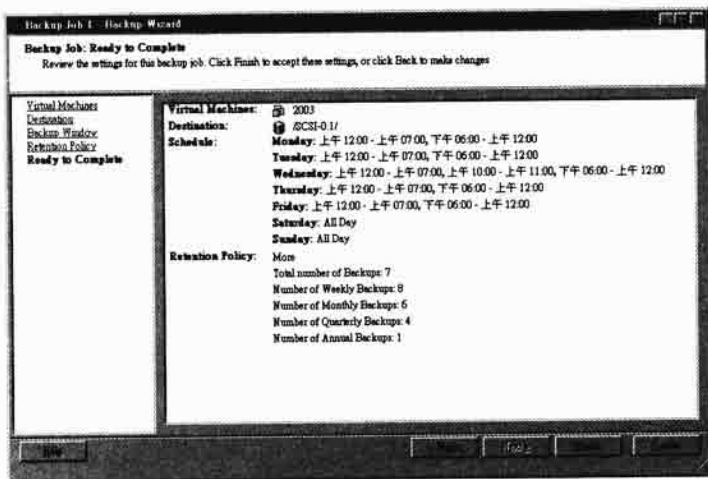 Backup Job 1 - Backup Wizard
Backup Job: Ready to Complete
Review the settings for this backup job. Click Finish to accept these settings, or click Back to make changes
Virtual Machines
Destination
Backup Window
Retention Policy
Ready to Complete
Virtual Machines: 2003
Destination: /SCSI-0:1/
Schedule: Monday: 上午 12:00 - 上午 07:00, 下午 06:00 - 上午 12:00
Tuesday: 上午 12:00 - 上午 07:00, 下午 06:00 - 上午 12:00
Wednesday: 上午 12:00 - 上午 07:00, 上午 10:00 - 上午 11:00, 下午 06:00 - 上午 12:00
Thursday: 上午 12:00 - 上午 07:00, 下午 06:00 - 上午 12:00
Friday: 上午 12:00 - 上午 07:00, 下午 06:00 - 上午 12:00
Saturday: All Day
Sunday: All Day
Retention Policy: More
Total number of Backups: 7
Number of Weekly Backups: 8
Number of Monthly Backups: 6
Number of Quarterly Backups: 4
Number of Annual Backups: 1